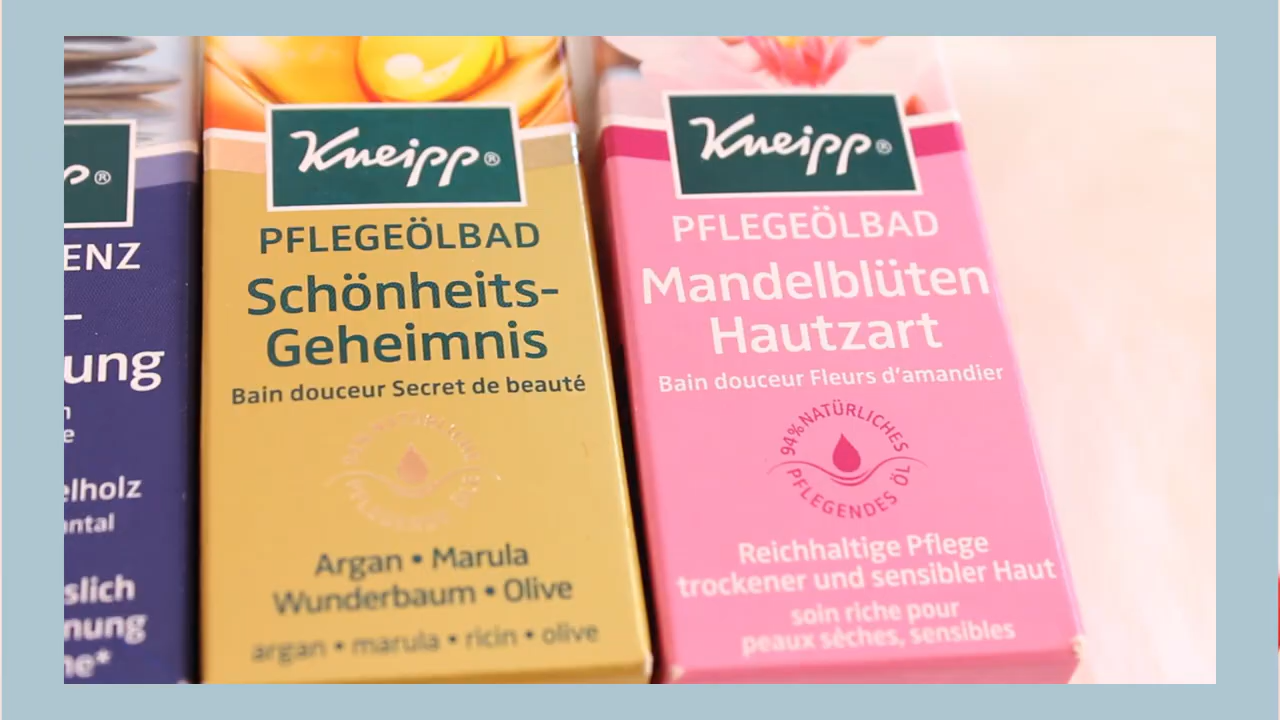 ENZ
ung
elholz
antal
slich
nung
ne*
Kneipp®
PFLEGEÖLBAD
Schönheits-
Geheimnis
Bain douceur Secret de beauté
Argan • Marula
Wunderbaum • Olive
argan • marula • ricin • olive
Kneipp®
PFLEGEÖLBAD
Mandelblüten
Hautzart
Bain douceur Fleurs d'amandier
94% NATÜRLICHES
PFLEGENDES ÖL
Reichhaltige Pflege
trockener und sensibler Haut
soin riche pour
peaux sèches, sensibles